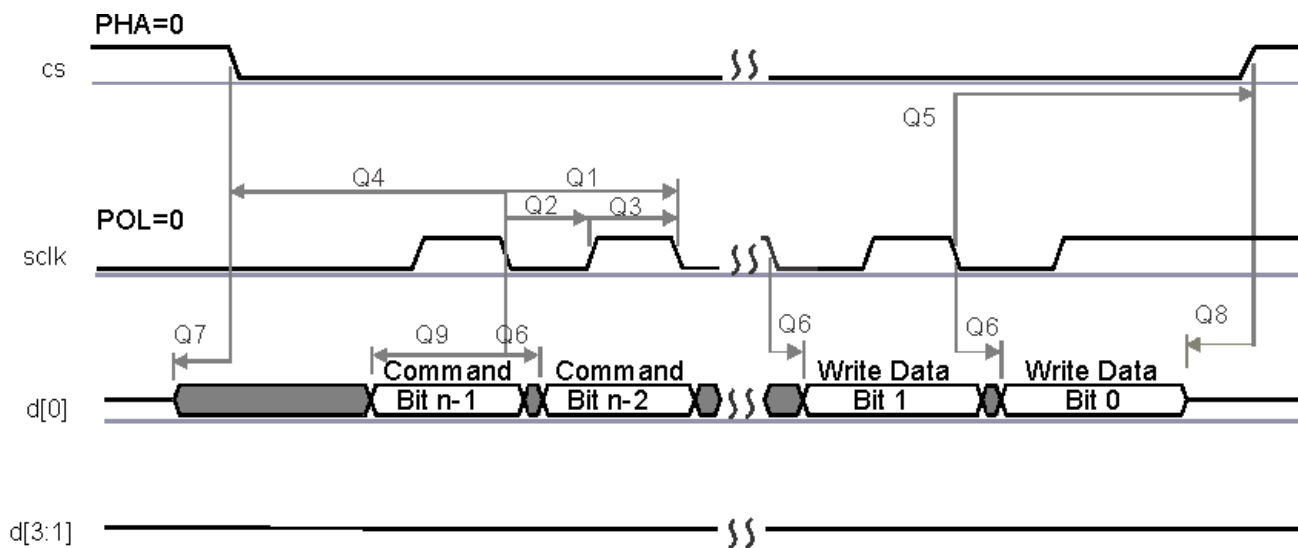 PHA=0
cs
Q5
Q4 Q1
Q2 Q3
POL=0
sclk
Q7 Q9 Q6 Q6 Q6 Q8
Command Command Write Data Write Data
d[0] Bit n-1 Bit n-2 Bit 1 Bit 0
d[3:1]